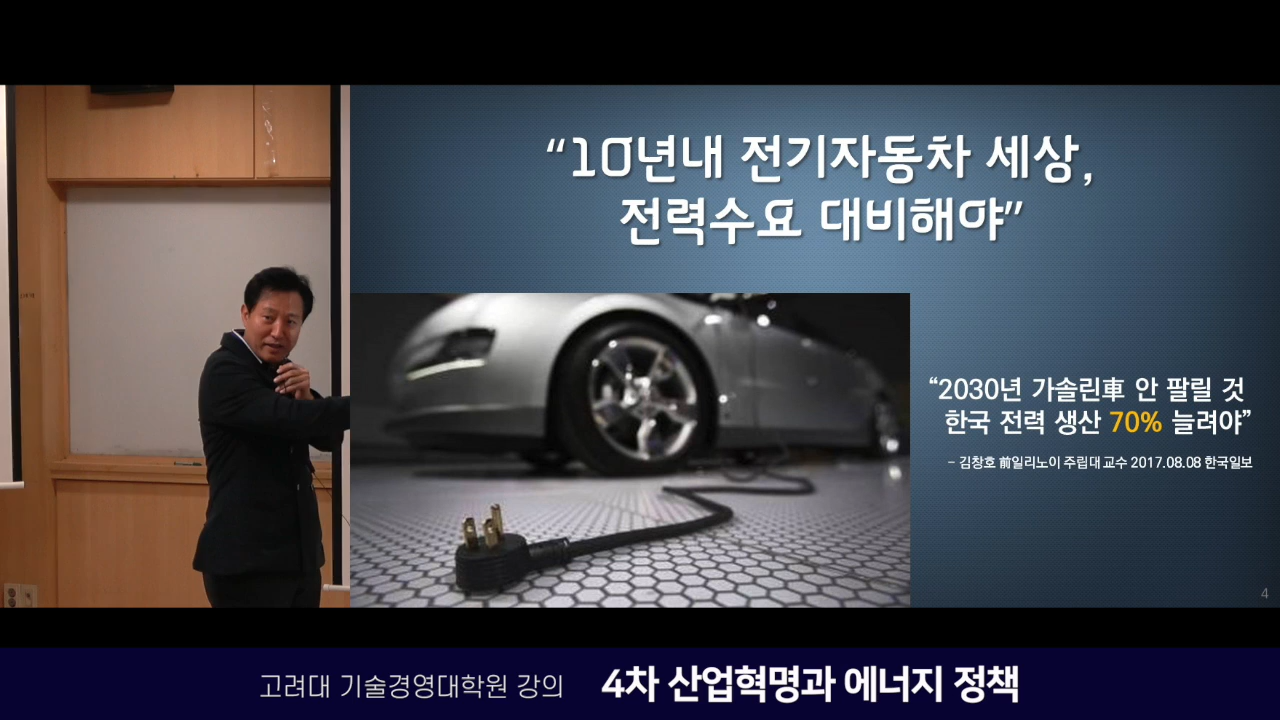 “10년내 전기자동차 세상,
전력수요 대비해야”
“2030년 가솔린車 안 팔릴 것
한국 전력 생산 70% 늘려야”
– 김창호 前일리노이 주립대 교수 2017.08.08 한국일보
4
고려대 기술경영대학원 강의 4차 산업혁명과 에너지 정책